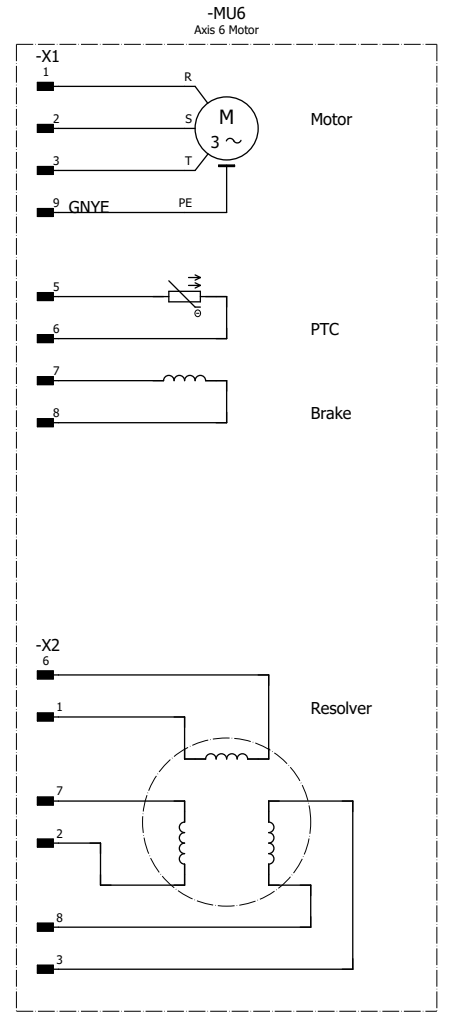 -MU6
Axis 6 Motor
-X1
1
R
2
S
M
3 ~
Motor
3
T
9
GNYE
PE
5
Θ
6
PTC
7
8
Brake
-X2
6
1
Resolver
7
2
8
3